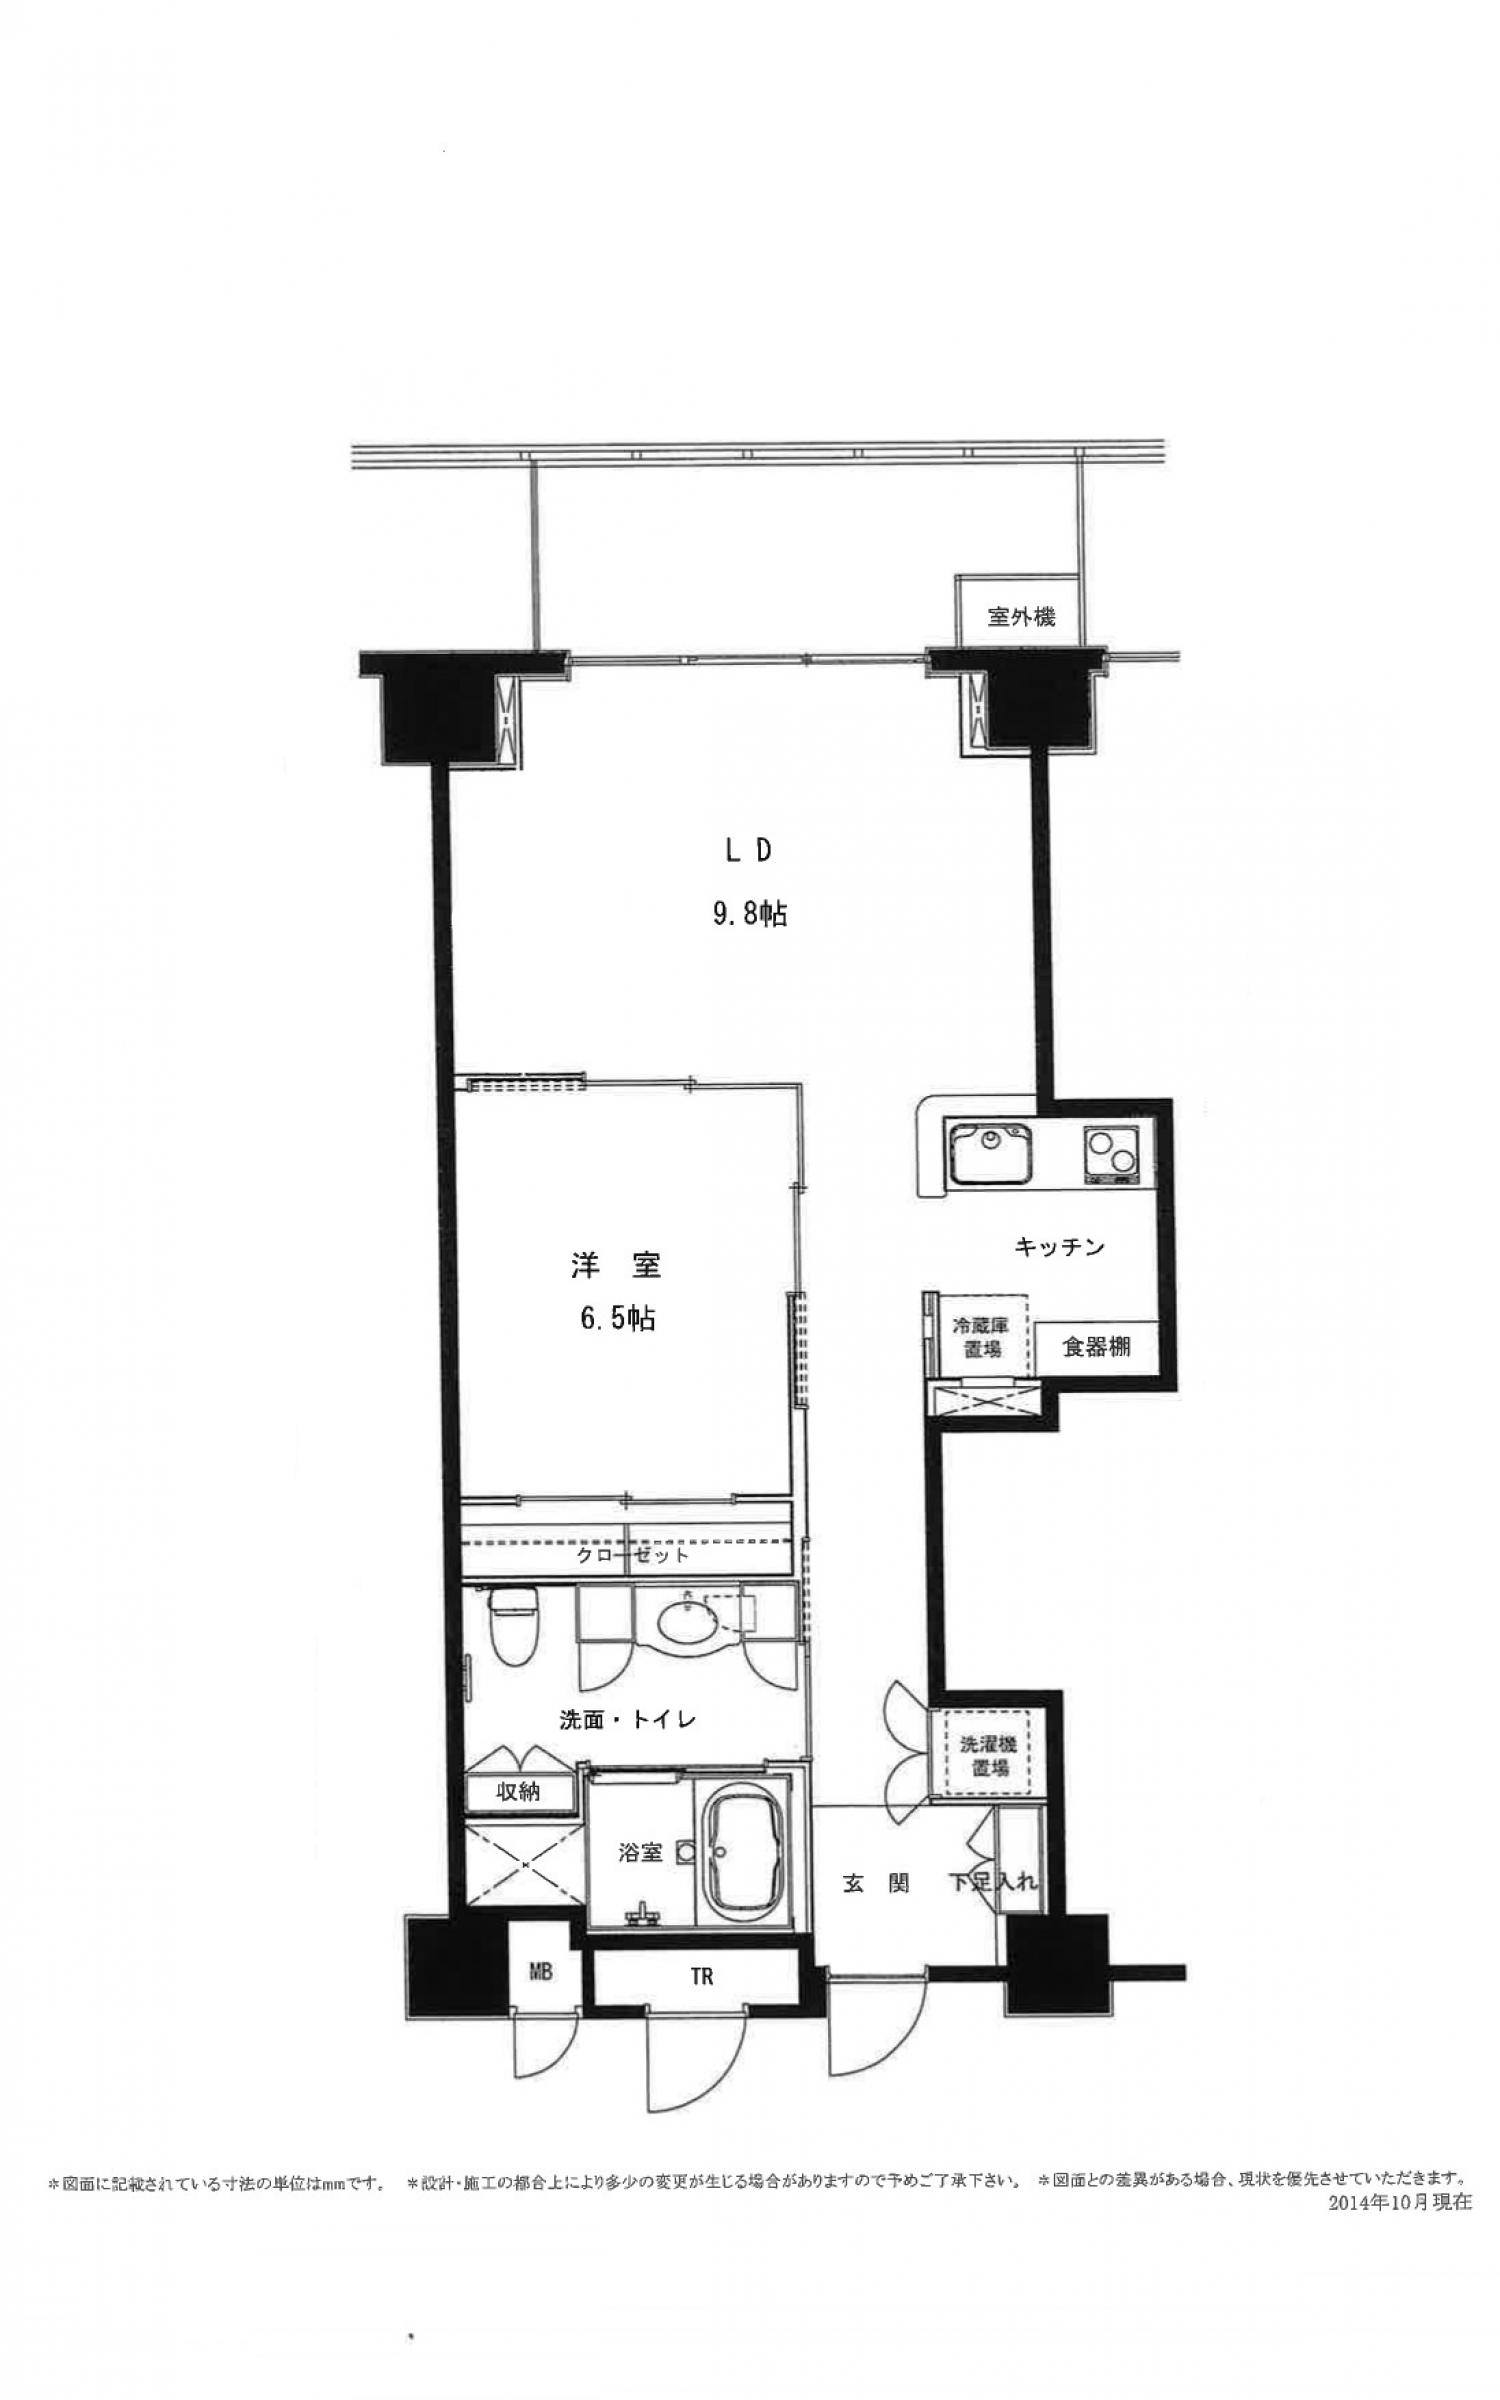 室外機
L D
9.8帖
キッチン
洋 室
6.5帖
冷蔵庫
置場
食器棚
クローゼット
洗面・トイレ
洗濯機
置場
収納
浴室
玄 関
下足入れ
MB
TR
＊図面に記載されている寸法の単位はmmです。 ＊設計・施工の都合上により多少の変更が生じる場合がありますので予めご了承下さい。 ＊図面との差異がある場合、現状を優先させていただきます。
2014年10月現在